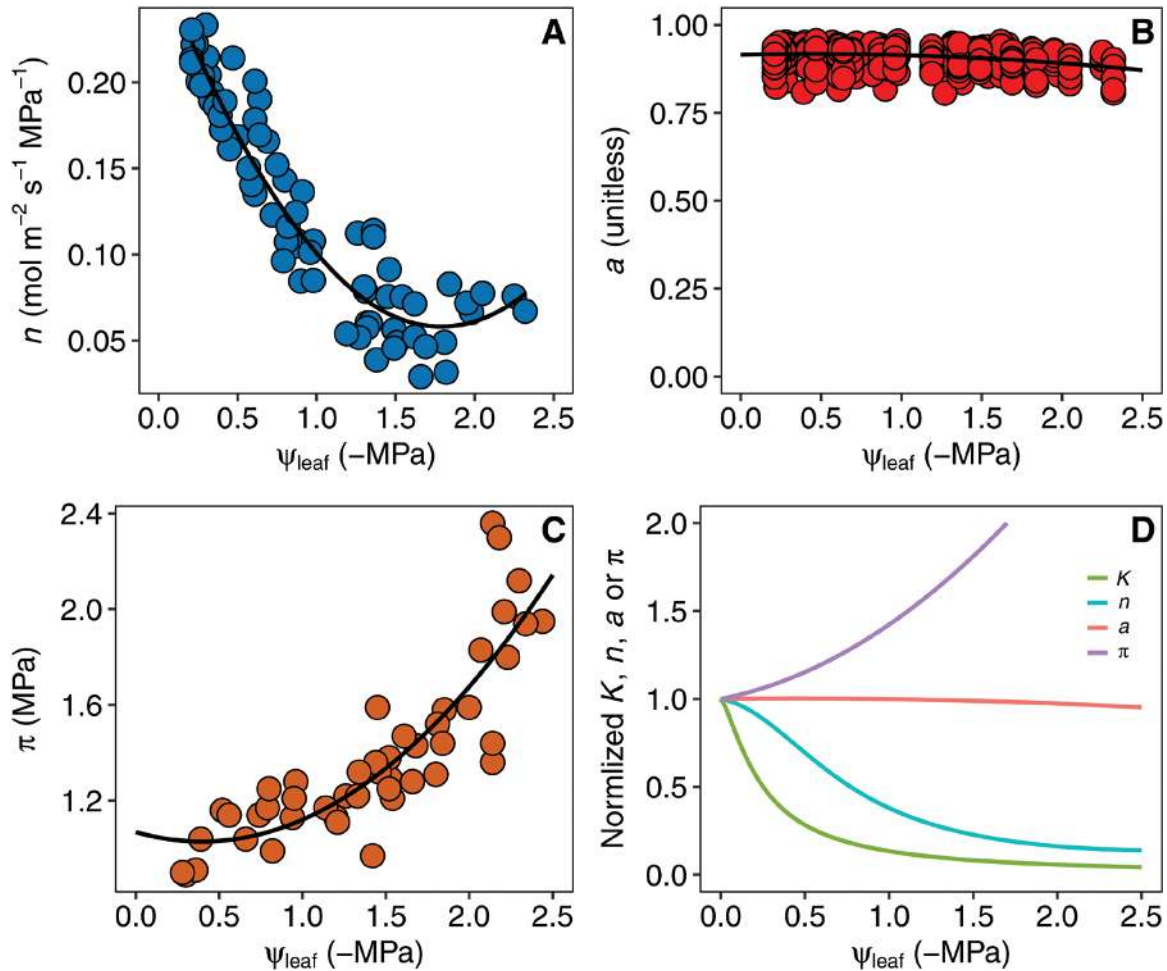 A
n (mol m⁻² s⁻¹ MPa⁻¹)
0.20
0.15
0.10
0.05
0.0 0.5 1.0 1.5 2.0 2.5
ψleaf (−MPa)
B
a (unitless)
1.00
0.75
0.50
0.25
0.00
0.0 0.5 1.0 1.5 2.0 2.5
ψleaf (−MPa)
C
π (MPa)
2.4
2.0
1.6
1.2
0.0 0.5 1.0 1.5 2.0 2.5
ψleaf (−MPa)
D
Normlized K, n, a or π
2.0
1.5
1.0
0.5
0.0
K
n
a
π
0.0 0.5 1.0 1.5 2.0 2.5
ψleaf (−MPa)